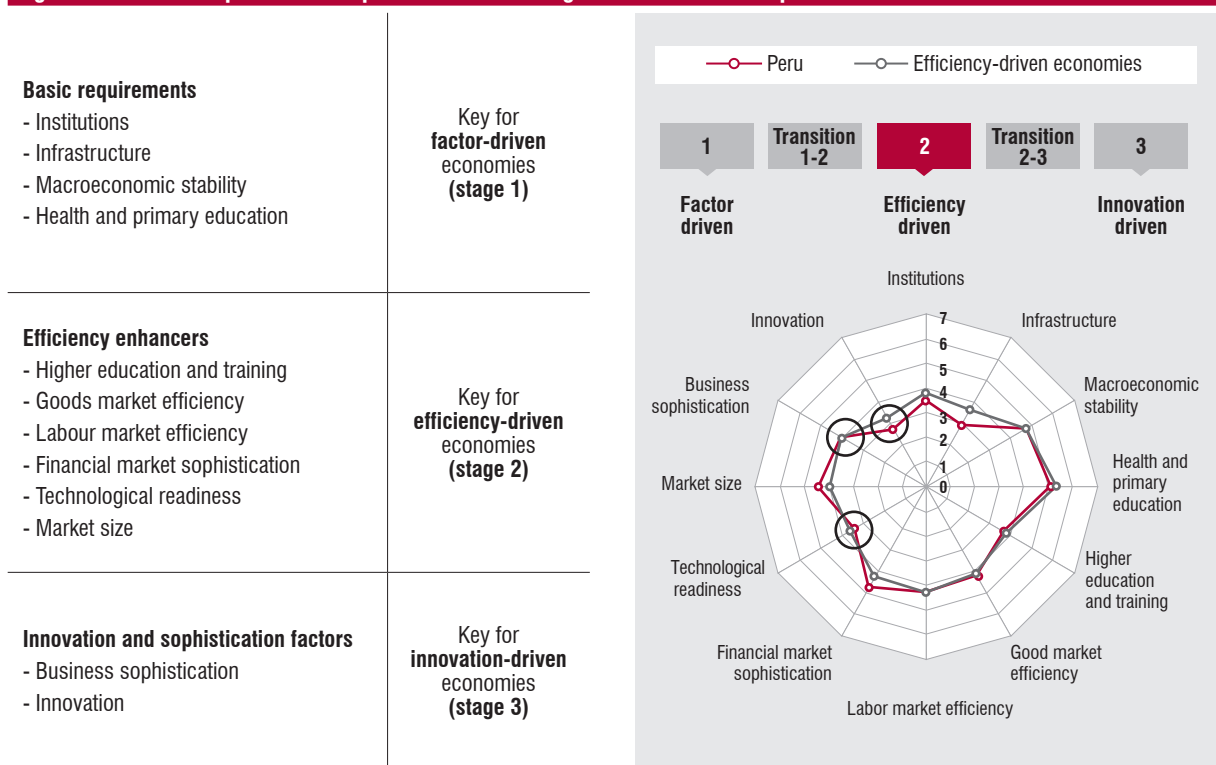 Basic requirements
- Institutions
- Infrastructure
- Macroeconomic stability
- Health and primary education
Key for
factor-driven
economies
(stage 1)
Efficiency enhancers
- Higher education and training
- Goods market efficiency
- Labour market efficiency
- Financial market sophistication
- Technological readiness
- Market size
Key for
efficiency-driven
economies
(stage 2)
Innovation and sophistication factors
- Business sophistication
- Innovation
Key for
innovation-driven
economies
(stage 3)
Peru
Efficiency-driven economies
1
Transition
1-2
2
Transition
2-3
3
Factor
driven
Efficiency
driven
Innovation
driven
Institutions
Infrastructure
Macroeconomic
stability
Health and
primary
education
Higher
education
and training
Good market
efficiency
Labor market efficiency
Financial market
sophistication
Technological
readiness
Market size
Business
sophistication
Innovation
7
6
5
4
3
2
1
0